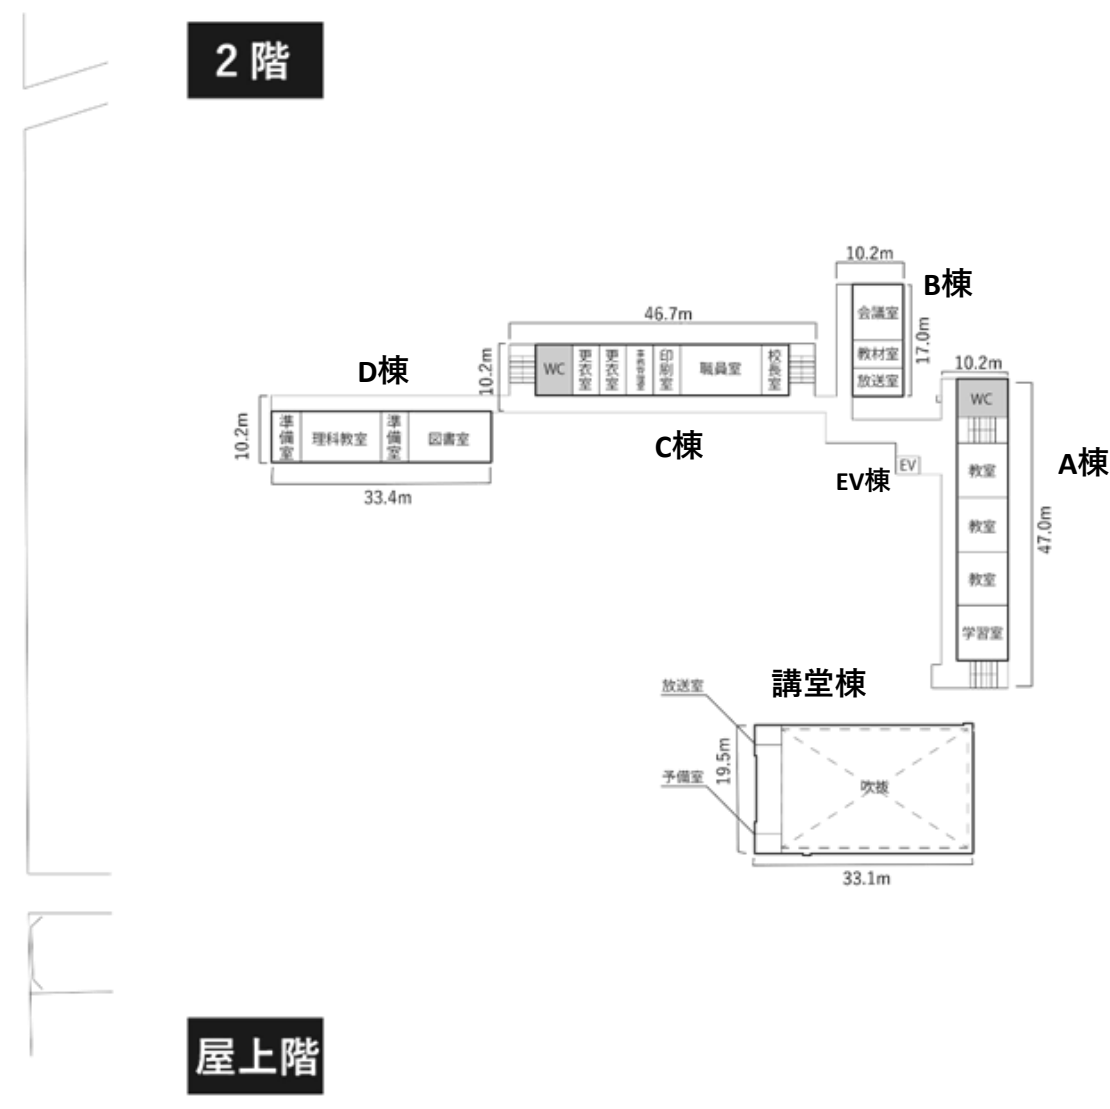 2階
10.2m
B棟
会議室
教材室
放送室
17.0m
46.7m
10.2m
WC
更衣室
更衣室
印刷室
職員室
校長室
C棟
D棟
10.2m
準備室
理科教室
準備室
図書室
33.4m
EV
EV棟
10.2m
WC
教室
教室
教室
学習室
A棟
47.0m
講堂棟
放送室
予備室
19.5m
吹抜
33.1m
屋上階